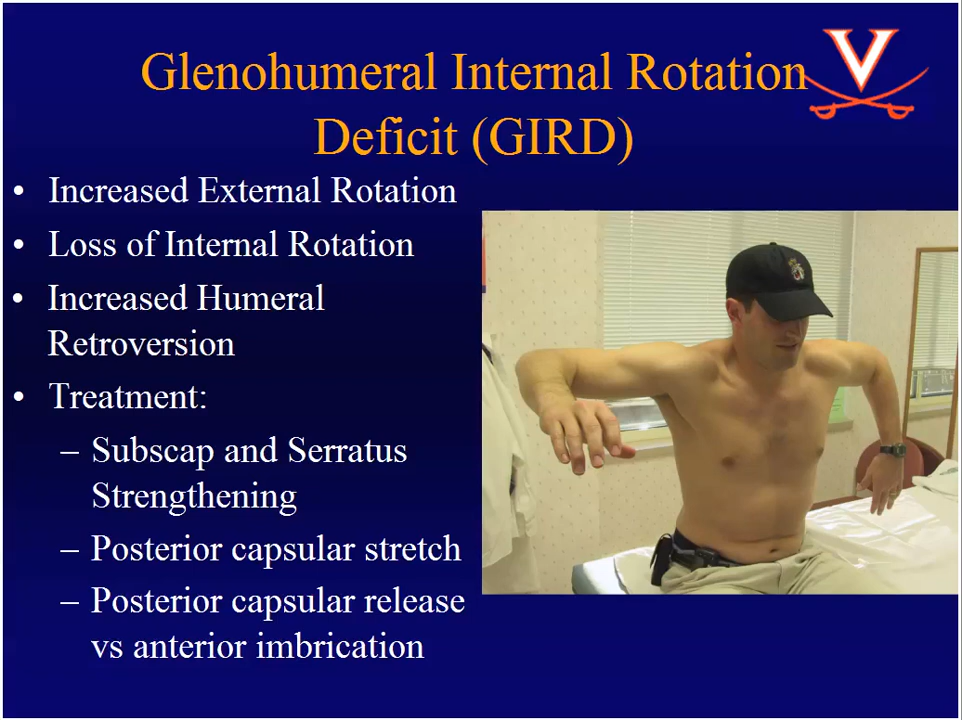 Glenohumeral Internal Rotation
Deficit (GIRD)
• Increased External Rotation
• Loss of Internal Rotation
• Increased Humeral
Retroversion
• Treatment:
– Subscap and Serratus
Strengthening
– Posterior capsular stretch
– Posterior capsular release
vs anterior imbrication
V